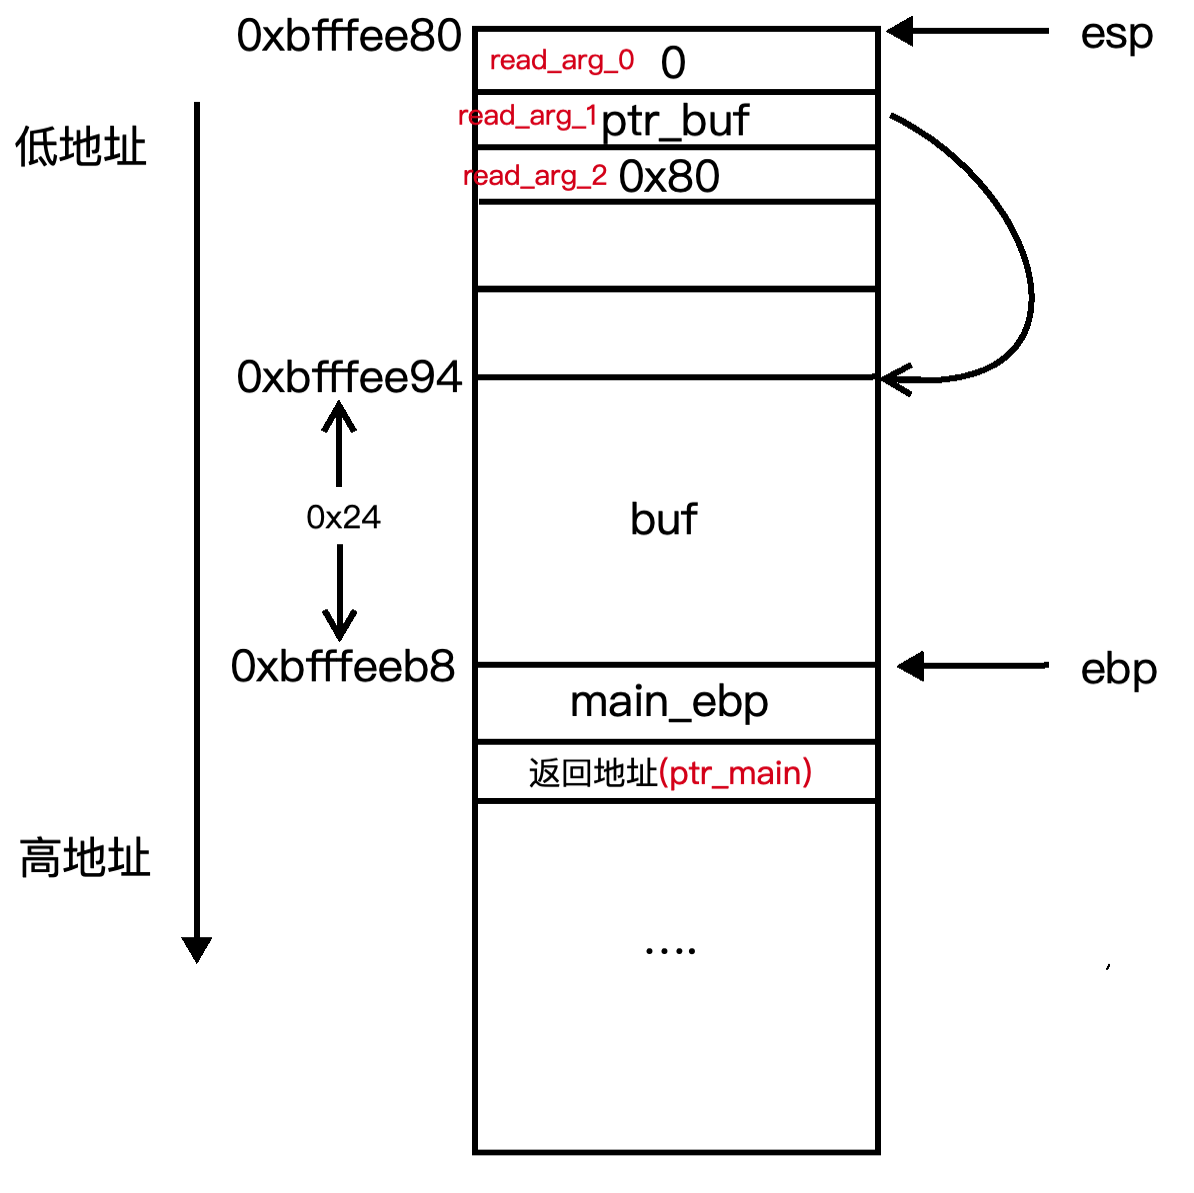 0xbfffee80
read_arg_0 0
esp
低地址
read_arg_1 ptr_buf
read_arg_2 0x80
0xbfffee94
0x24
buf
0xbfffeeb8
ebp
main_ebp
返回地址(ptr_main)
高地址
....
,